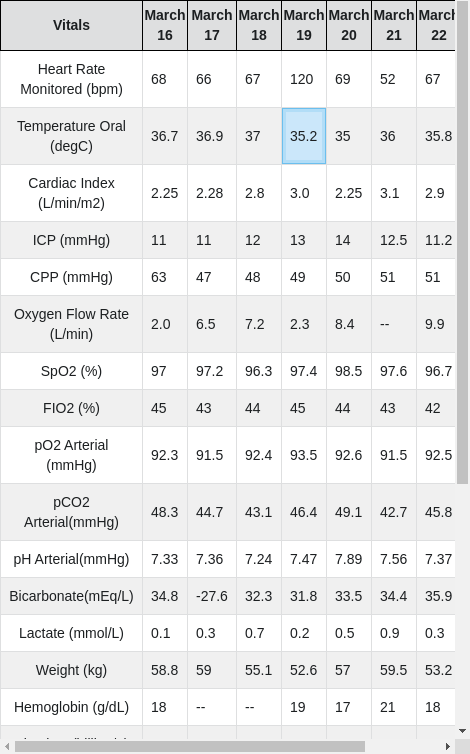 Vitals March 16 March 17 March 18 March 19 March 20 March 21 March 22
Heart Rate Monitored (bpm) 68 66 67 120 69 52 67
Temperature Oral (degC) 36.7 36.9 37 35.2 35 36 35.8
Cardiac Index (L/min/m2) 2.25 2.28 2.8 3.0 2.25 3.1 2.9
ICP (mmHg) 11 11 12 13 14 12.5 11.2
CPP (mmHg) 63 47 48 49 50 51 51
Oxygen Flow Rate (L/min) 2.0 6.5 7.2 2.3 8.4 -- 9.9
SpO2 (%) 97 97.2 96.3 97.4 98.5 97.6 96.7
FIO2 (%) 45 43 44 45 44 43 42
pO2 Arterial (mmHg) 92.3 91.5 92.4 93.5 92.6 91.5 92.5
pCO2 Arterial(mmHg) 48.3 44.7 43.1 46.4 49.1 42.7 45.8
pH Arterial(mmHg) 7.33 7.36 7.24 7.47 7.89 7.56 7.37
Bicarbonate(mEq/L) 34.8 -27.6 32.3 31.8 33.5 34.4 35.9
Lactate (mmol/L) 0.1 0.3 0.7 0.2 0.5 0.9 0.3
Weight (kg) 58.8 59 55.1 52.6 57 59.5 53.2
Hemoglobin (g/dL) 18 -- -- 19 17 21 18